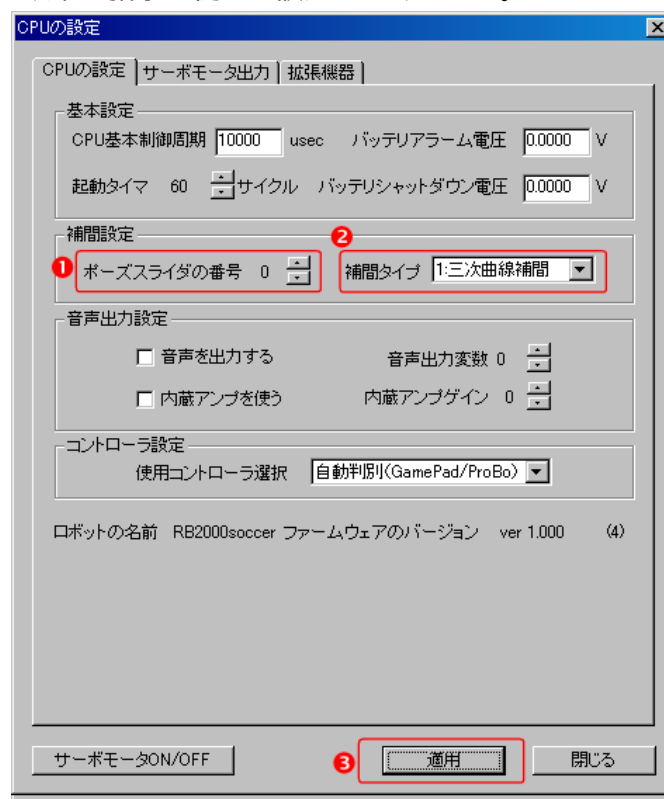 CPUの設定
CPUの設定 サーボモータ出力 拡張機器
基本設定
CPU基本制御周期 10000 usec バッテリアラーム電圧 0.0000 V
起動タイマ 60 サイクル バッテリシャットダウン電圧 0.0000 V
補間設定
❷
❶ ポーズスライダの番号 0 補間タイプ 1:三次曲線補間
音声出力設定
音声を出力する 音声出力変数 0
内蔵アンプを使う 内蔵アンプゲイン 0
コントローラ設定
使用コントローラ選択 自動判別(GamePad/ProBo)
ロボットの名前 RB2000soccer ファームウェアのバージョン ver 1.000 (4)
サーボモータON/OFF ❸ 適用 閉じる